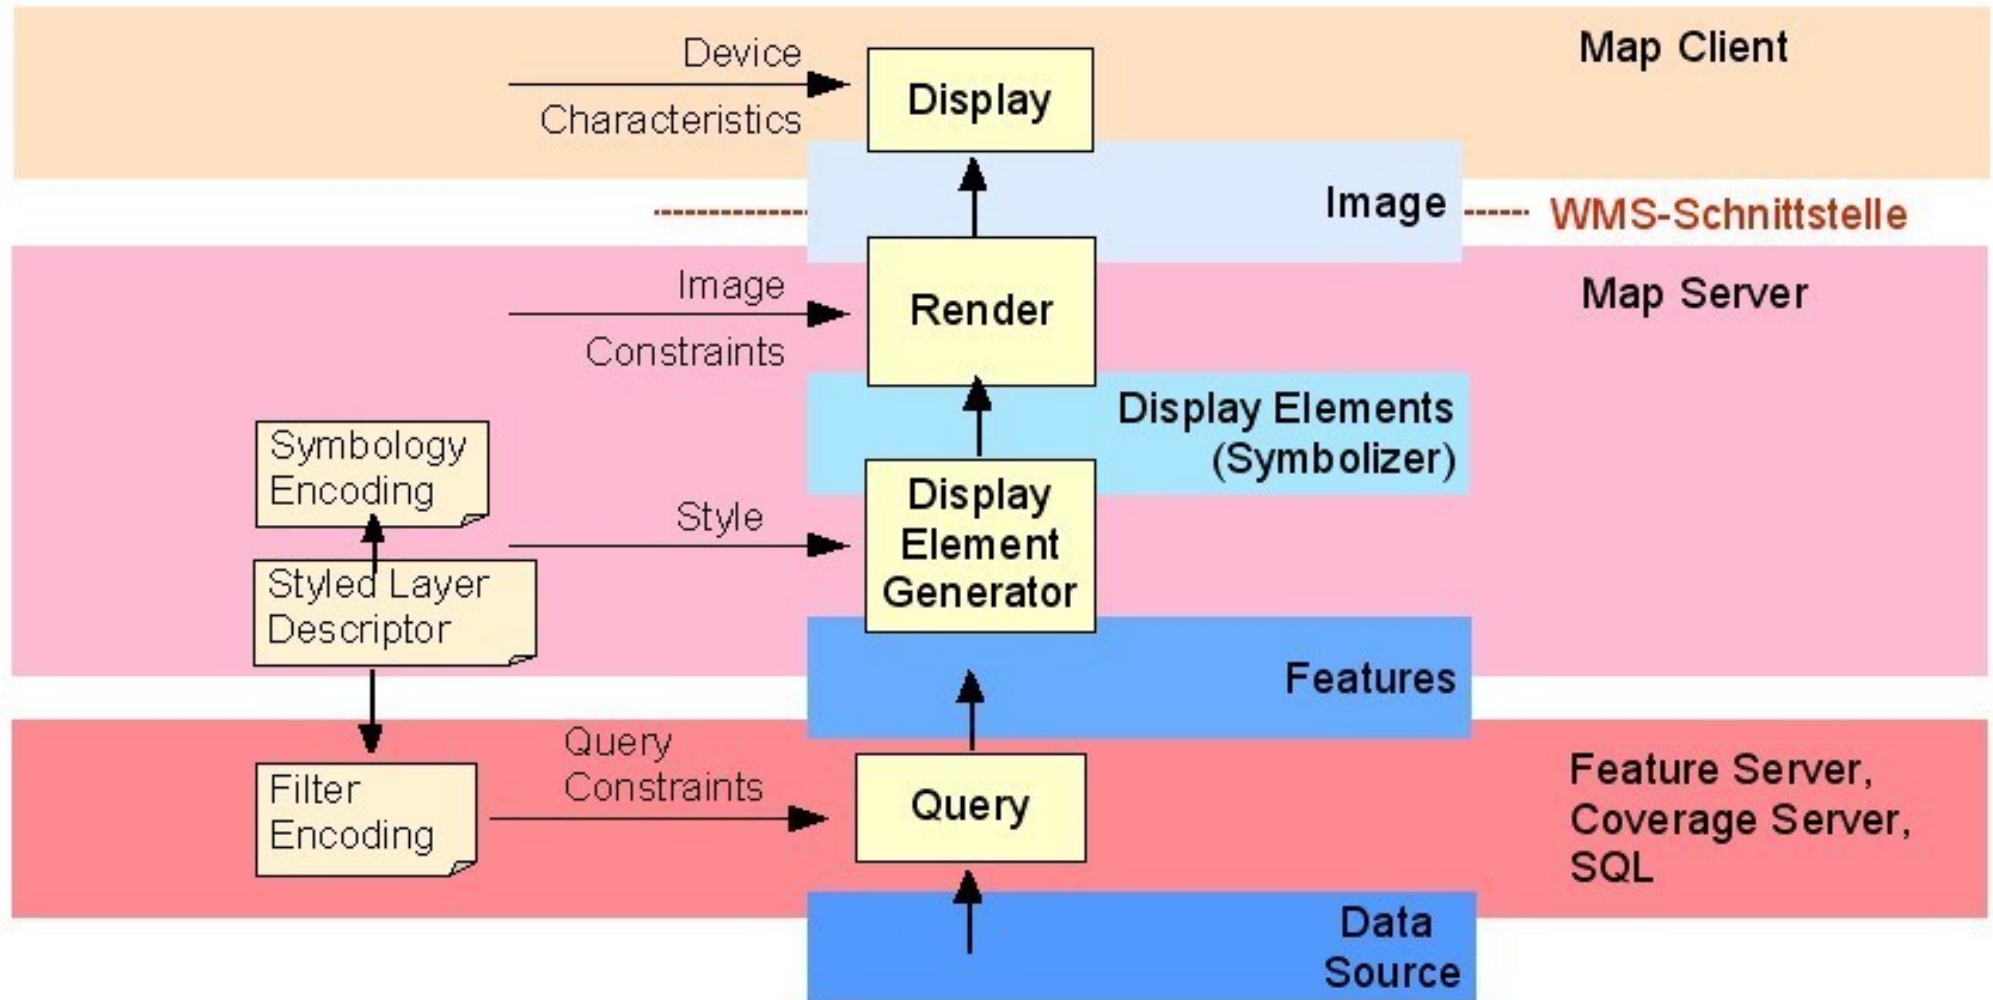 Device
Characteristics
Display
Map Client
Image
WMS-Schnittstelle
Image
Constraints
Render
Map Server
Display Elements
(Symbolizer)
Symbology
Encoding
Style
Display
Element
Generator
Styled Layer
Descriptor
Features
Query
Constraints
Filter
Encoding
Query
Feature Server,
Coverage Server,
SQL
Data
Source